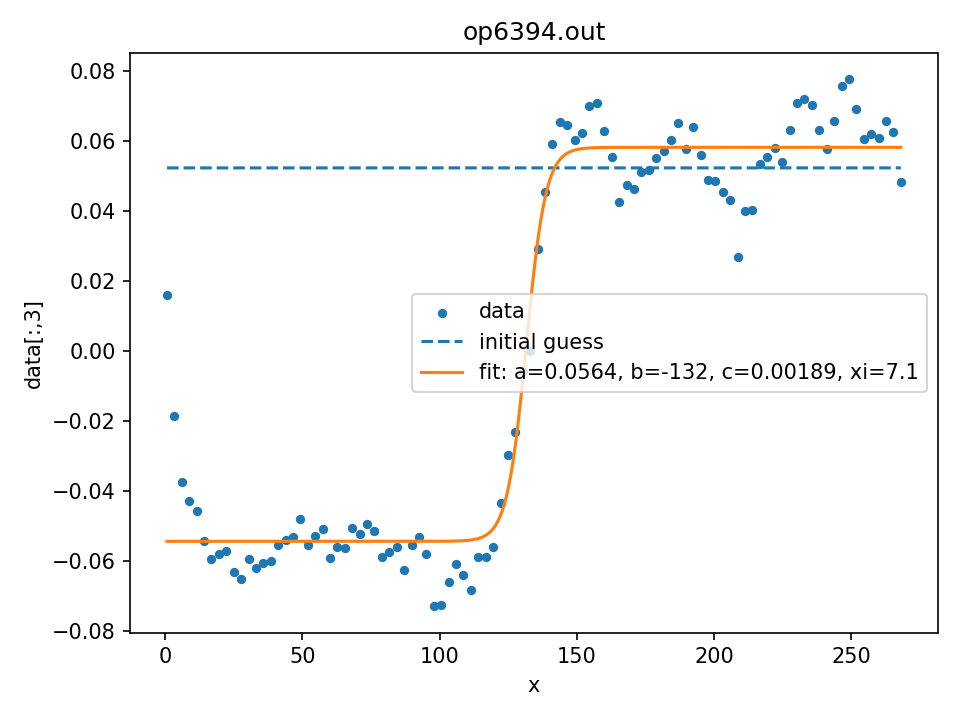 op6394.out
0.08
0.06
0.04
0.02
0.00
−0.02
−0.04
−0.06
−0.08
data[:,3]
data
initial guess
fit: a=0.0564, b=-132, c=0.00189, xi=7.1
0 50 100 150 200 250
x